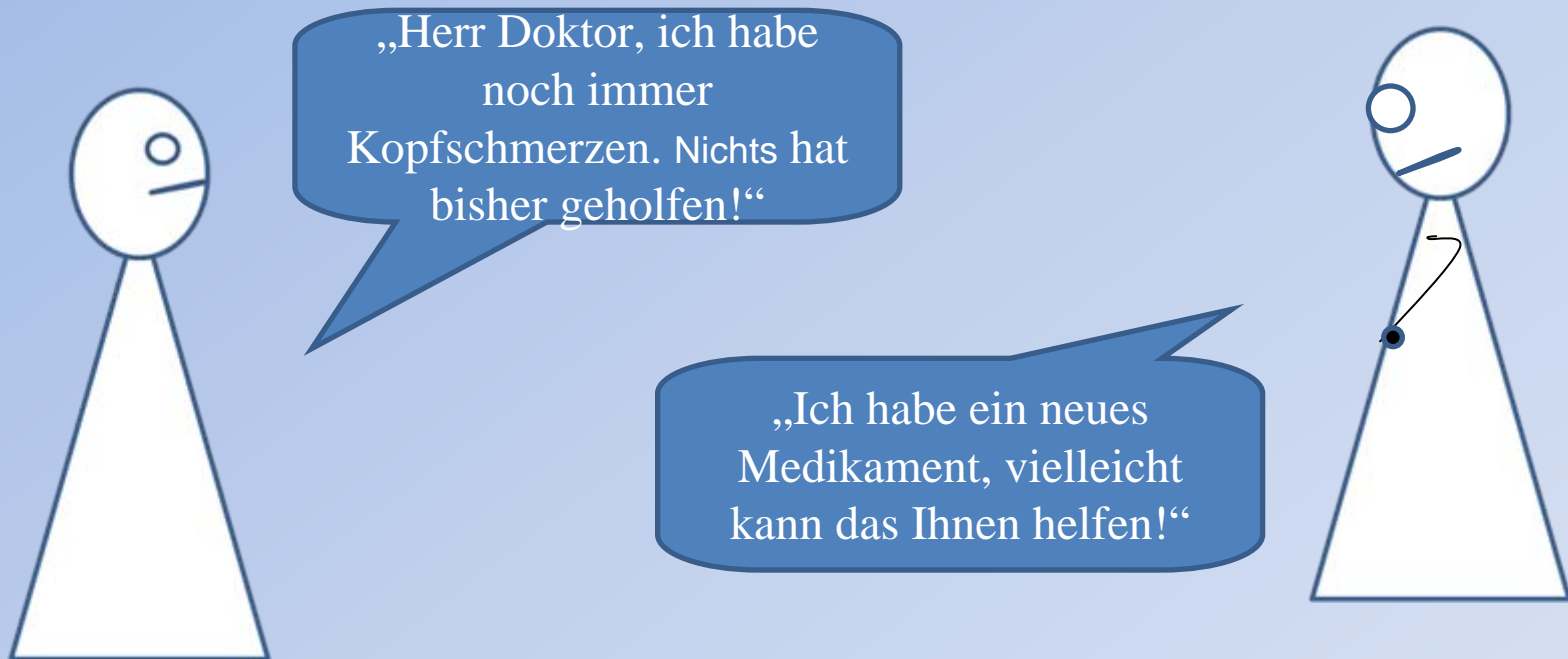 „Herr Doktor, ich habe
noch immer
Kopfschmerzen. Nichts hat
bisher geholfen!“
„Ich habe ein neues
Medikament, vielleicht
kann das Ihnen helfen!“